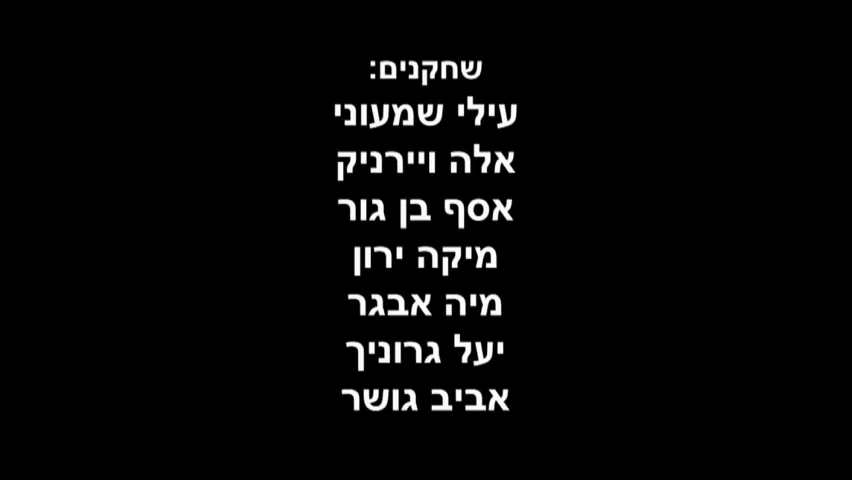 שחקנים:
עילי שמעוני
אלה ויירניק
אסף בן גור
מיקה ירון
מיה אבגר
יעל גרוניך
אביב גושר